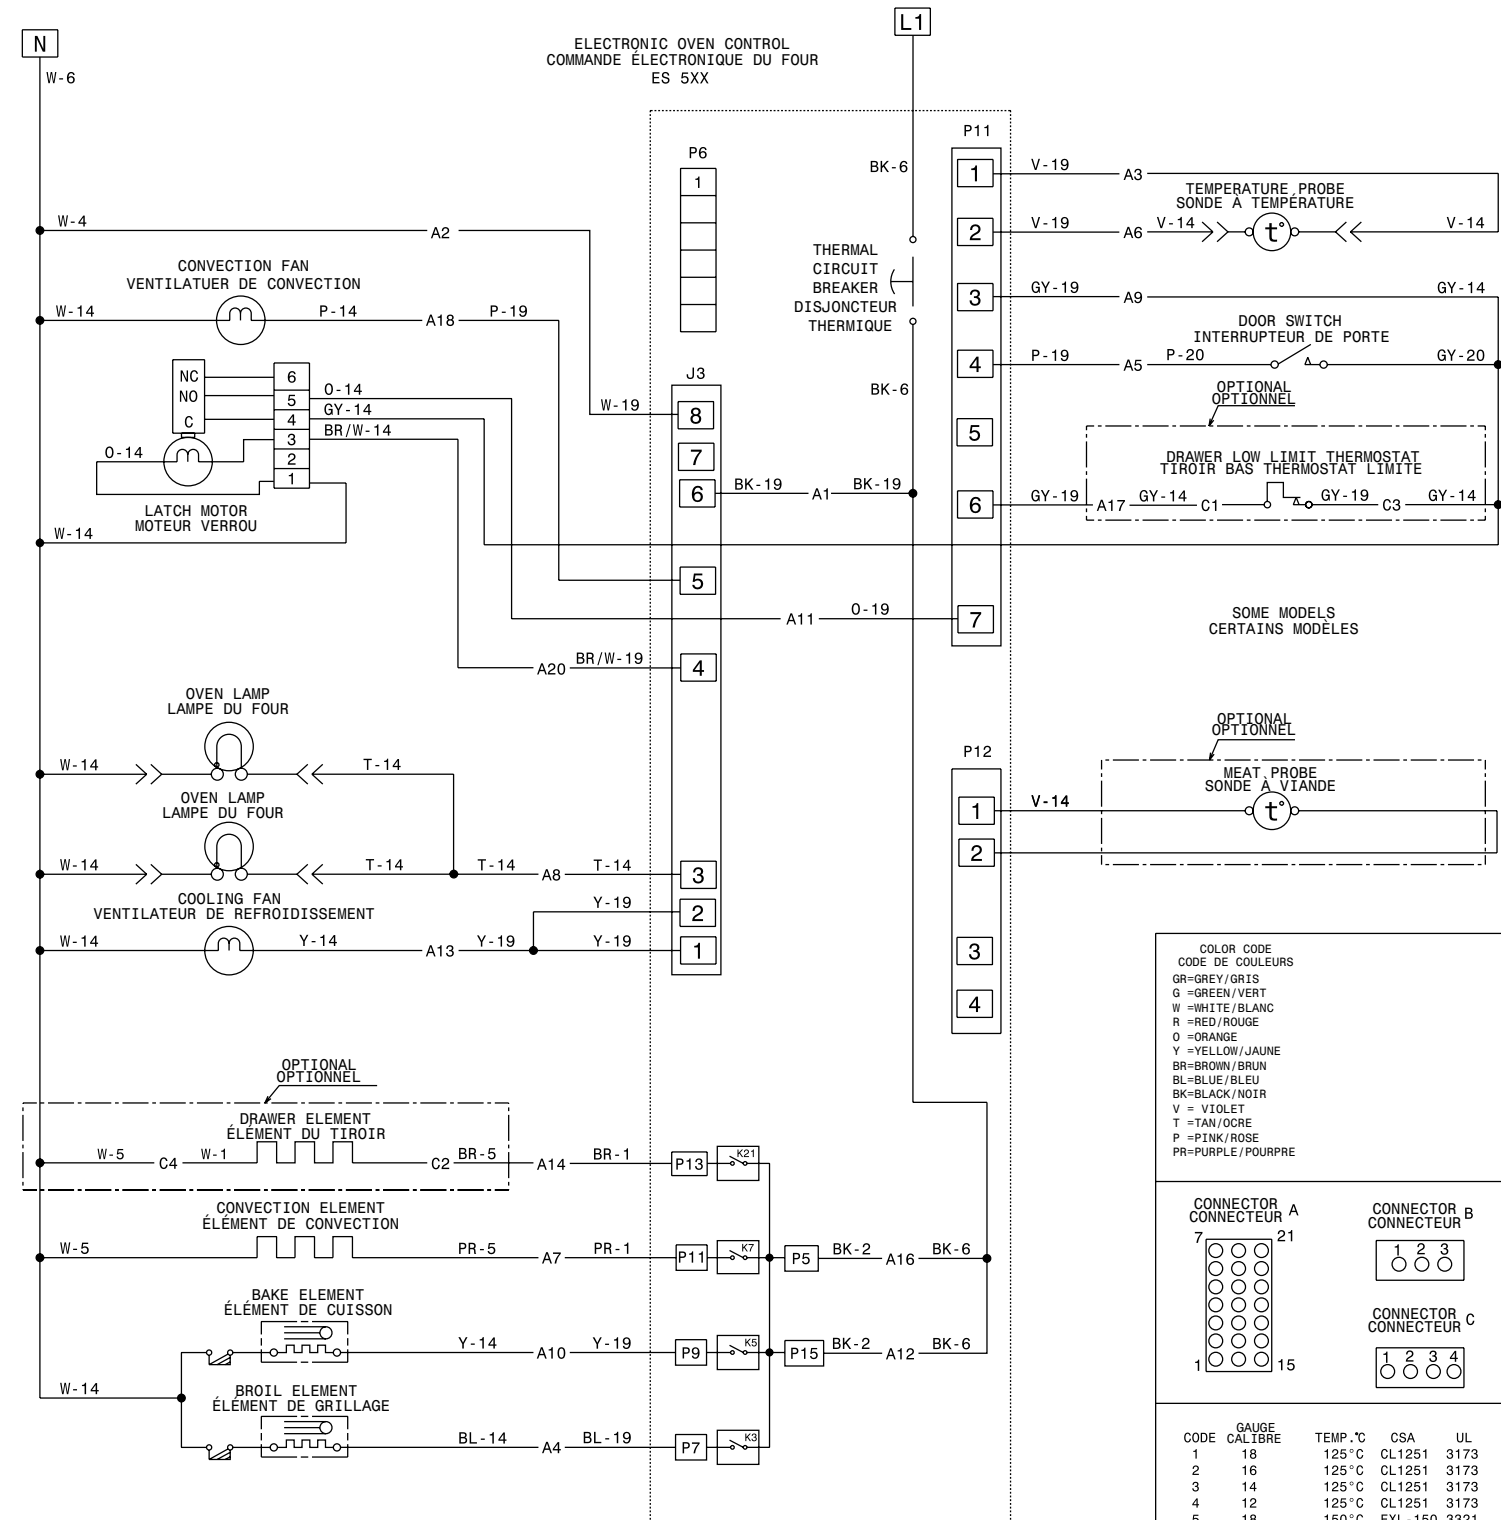 N
L1
W-6
ELECTRONIC OVEN CONTROL
COMMANDE ÉLECTRONIQUE DU FOUR
ES 5XX
P6
1
BK-6
P11
1
V-19
A3
TEMPERATURE PROBE
SONDE À TEMPÉRATURE
2
V-19
A6
V-14
t°
V-14
W-4
A2
THERMAL
CIRCUIT
BREAKER
DISJONCTEUR
THERMIQUE
CONVECTION FAN
VENTILATUER DE CONVECTION
W-14
P-14
A18
P-19
3
GY-19
A9
GY-14
DOOR SWITCH
INTERRUPTEUR DE PORTE
4
P-19
A5
P-20
GY-20
NC
NO
C
6
5
4
3
2
1
O-14
GY-14
BR/W-14
O-14
LATCH MOTOR
MOTEUR VERROU
W-14
J3
W-19
8
7
6
BK-19
A1
BK-19
BK-6
5
OPTIONAL
OPTIONNEL
DRAWER LOW LIMIT THERMOSTAT
TIROIR BAS THERMOSTAT LIMITE
6
GY-19
A17
GY-14
C1
GY-19
C3
GY-14
5
A11
O-19
7
SOME MODELS
CERTAINS MODÈLES
A20
BR/W-19
4
OVEN LAMP
LAMPE DU FOUR
W-14
T-14
OVEN LAMP
LAMPE DU FOUR
W-14
T-14
T-14
A8
T-14
3
COOLING FAN
VENTILATEUR DE REFROIDISSEMENT
W-14
Y-14
A13
Y-19
Y-19
2
Y-19
1
P12
OPTIONAL
OPTIONNEL
MEAT PROBE
SONDE À VIANDE
1
V-14
t°
2
3
4
COLOR CODE
CODE DE COULEURS
GR=GREY/GRIS
G =GREEN/VERT
W =WHITE/BLANC
R =RED/ROUGE
O =ORANGE
Y =YELLOW/JAUNE
BR=BROWN/BRUN
BL=BLUE/BLEU
BK=BLACK/NOIR
V = VIOLET
T =TAN/OCRE
P =PINK/ROSE
PR=PURPLE/POURPRE
OPTIONAL
OPTIONNEL
DRAWER ELEMENT
ÉLÉMENT DU TIROIR
W-5
C4
W-1
C2
BR-5
A14
BR-1
P13
K21
CONVECTION ELEMENT
ÉLÉMENT DE CONVECTION
W-5
PR-5
A7
PR-1
P11
K7
P5
BK-2
A16
BK-6
BAKE ELEMENT
ÉLÉMENT DE CUISSON
Y-14
A10
Y-19
P9
K5
P15
BK-2
A12
BK-6
W-14
BROIL ELEMENT
ÉLÉMENT DE GRILLAGE
BL-14
A4
BL-19
P7
K3
CONNECTOR
CONNECTEUR
A
7
21
1
15
CONNECTOR
CONNECTEUR
B
1 2 3
CONNECTOR
CONNECTEUR
C
1 2 3 4
CODE GAUGE CALIBRE TEMP.°C CSA UL
1 18 125°C CL1251 3173
2 16 125°C CL1251 3173
3 14 125°C CL1251 3173
4 12 125°C CL1251 3173
5 18 150°C EXL-150 3321